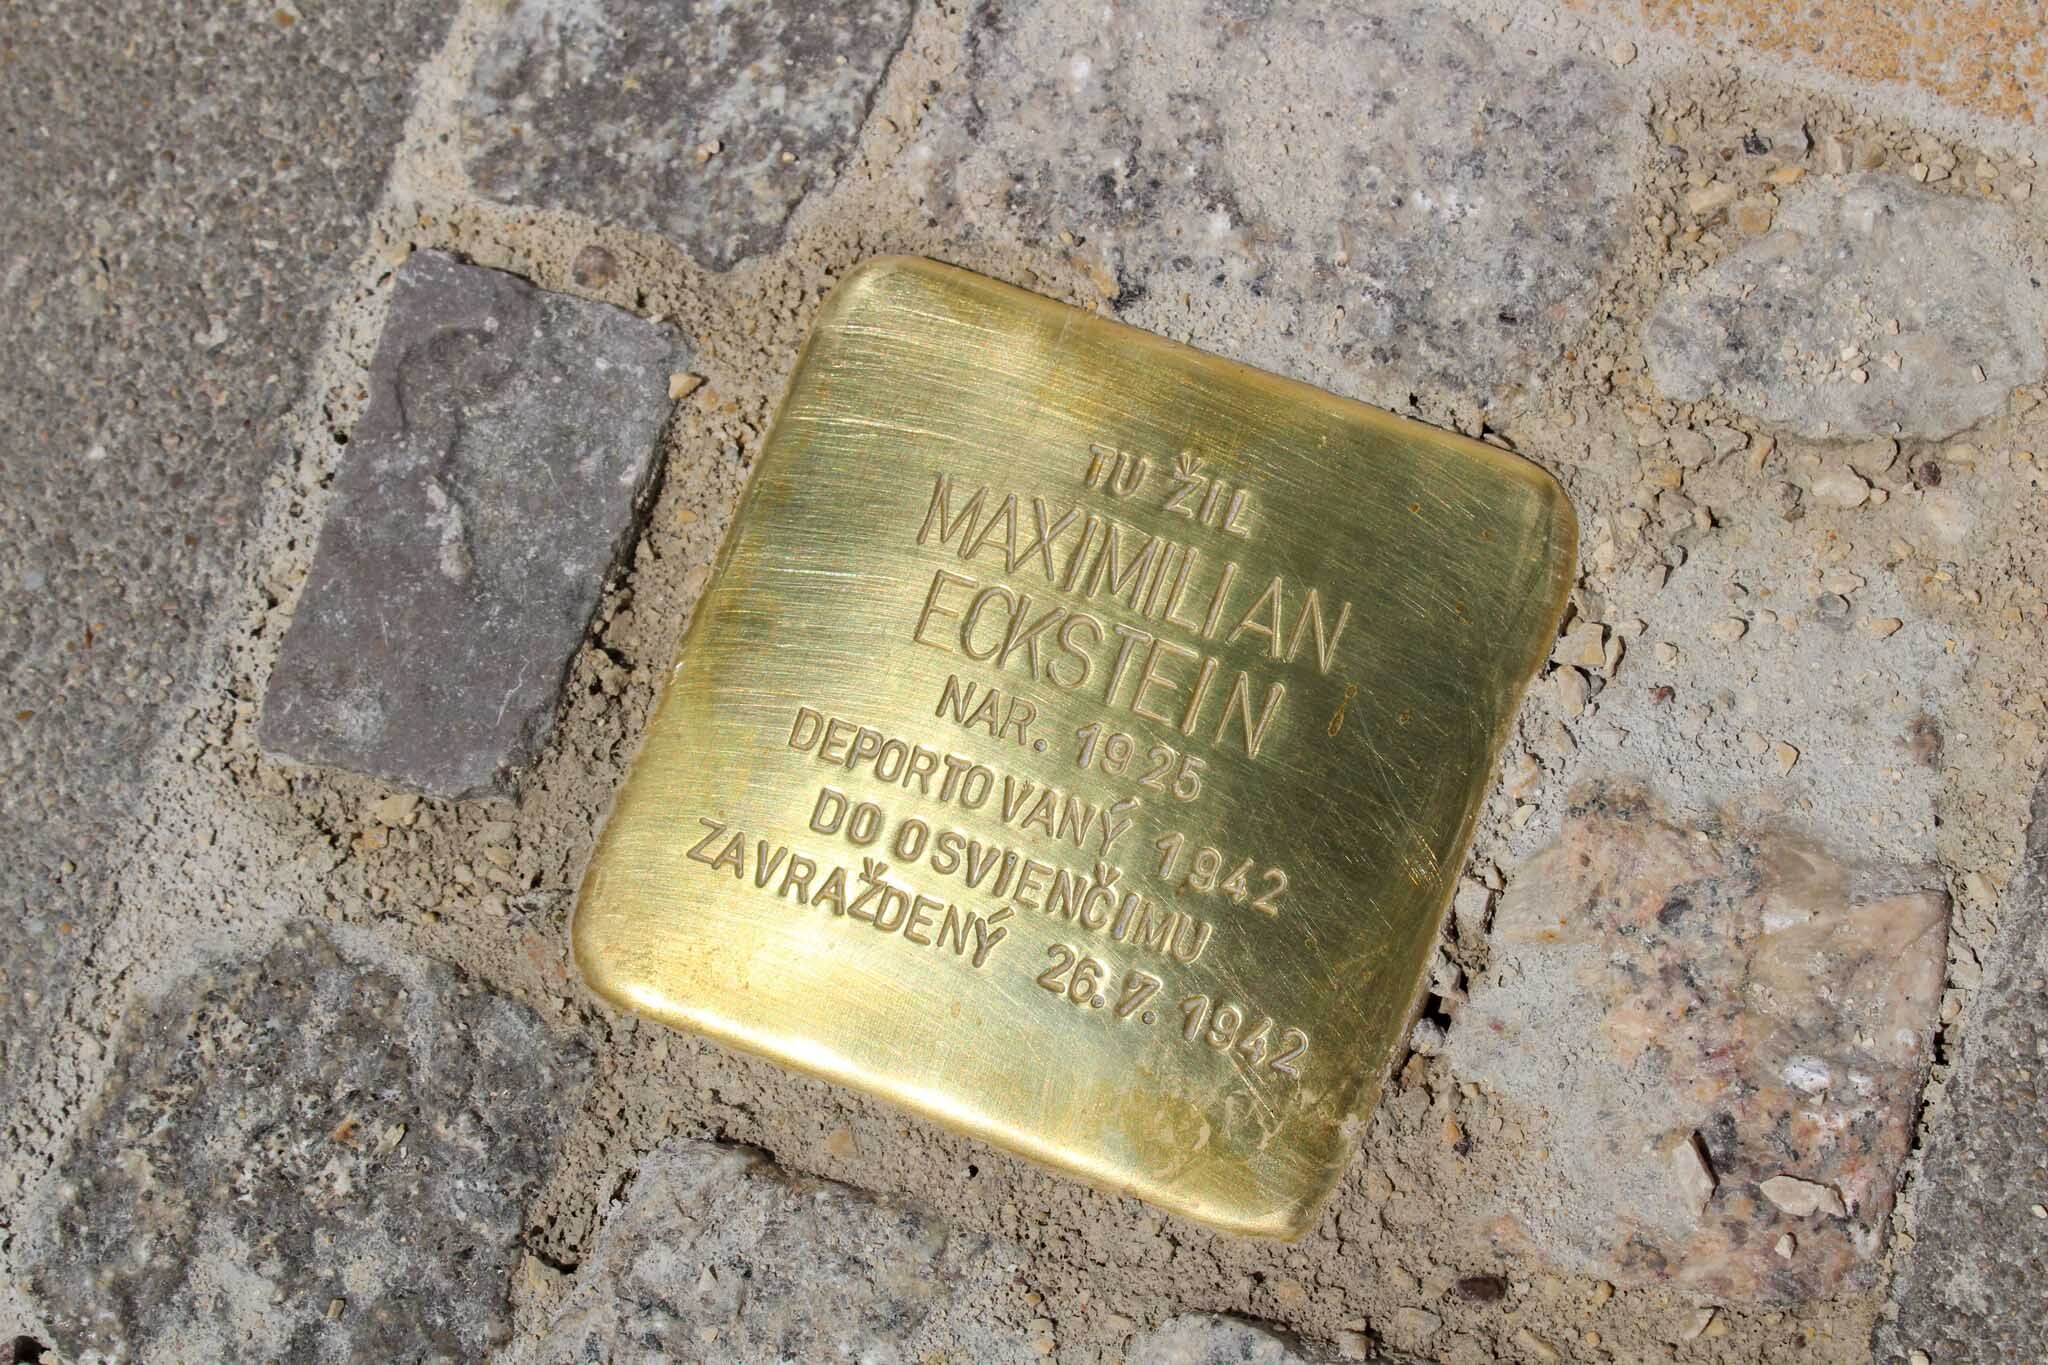 TU ŽIL
MAXIMILIAN
ECKSTEIN
NAR. 1925
DEPORTOVANÝ 1942
DO OSVIENČIMU
ZAVRAŽDENÝ 26.7.1942